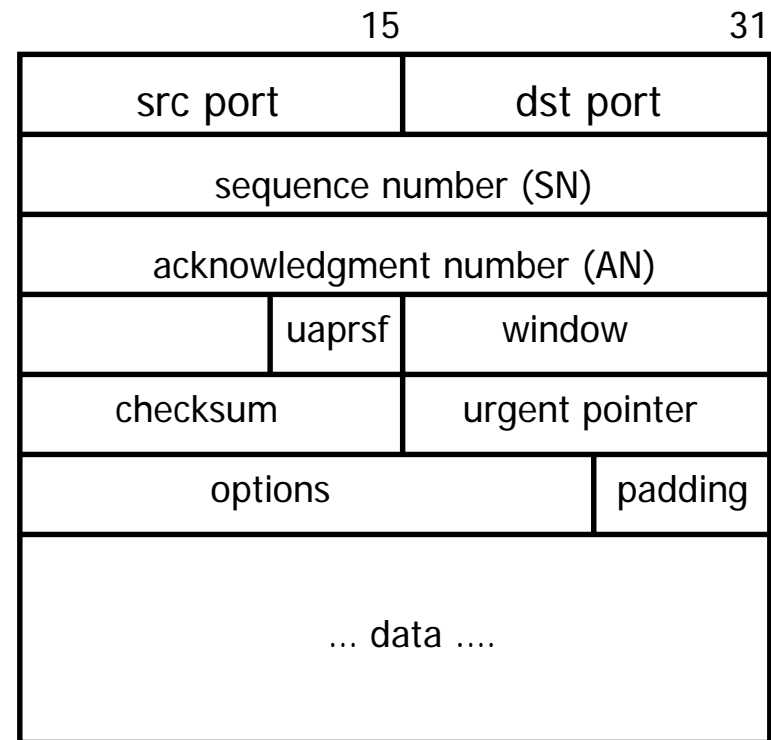 15 31
src port dst port
sequence number (SN)
acknowledgment number (AN)
uaprsf window
checksum urgent pointer
options padding
... data ....